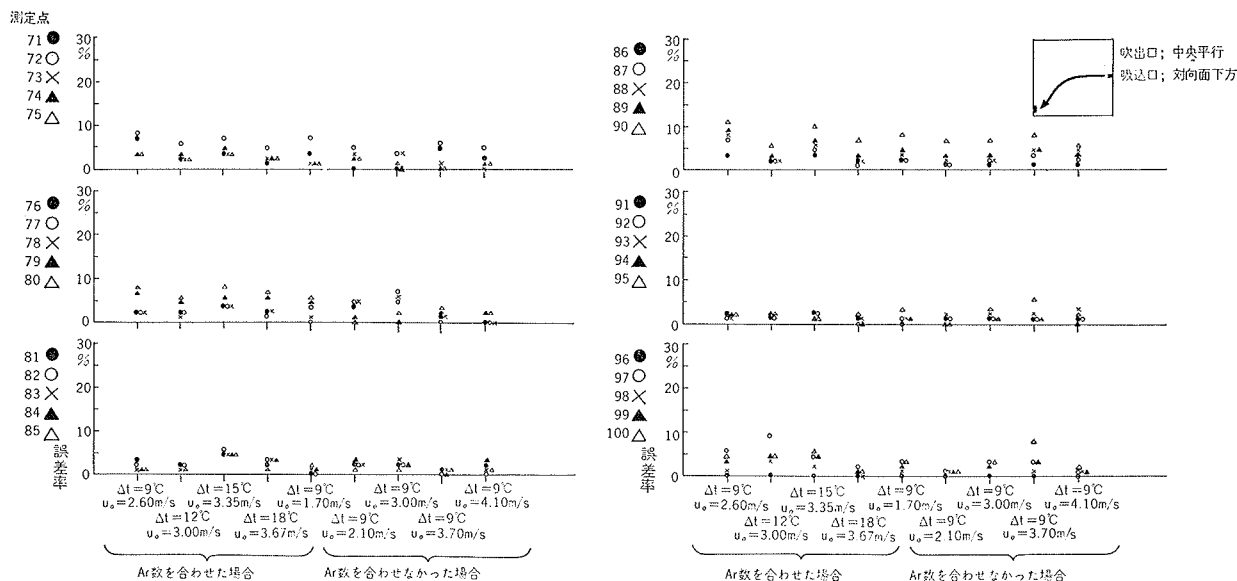 測定点
71 ●
72 ○
73 ×
74 ▲
75 △
30
%
20
10
0
76 ●
77 ○
78 ×
79 ▲
80 △
30
%
20
10
0
81 ●
82 ○
83 ×
84 ▲
85 △
30
%
20
10
0
誤差率
Δt=9℃
u₀=2.60m/s
Δt=12℃
u₀=3.00m/s
Δt=15℃
u₀=3.35m/s
Δt=18℃
u₀=3.67m/s
Δt=9℃
u₀=1.70m/s
Δt=9℃
u₀=2.10m/s
Δt=9℃
u₀=3.00m/s
Δt=9℃
u₀=3.70m/s
Δt=9℃
u₀=4.10m/s
Ar数を合わせた場合
Ar数を合わせなかった場合
86 ●
87 ○
88 ×
89 ▲
90 △
30
%
20
10
0
吹出口; 中央平行
吸込口; 対向面下方
91 ●
92 ○
93 ×
94 ▲
95 △
30
%
20
10
0
96 ●
97 ○
98 ×
99 ▲
100 △
30
%
20
10
0
誤差率
Δt=9℃
u₀=2.60m/s
Δt=12℃
u₀=3.00m/s
Δt=15℃
u₀=3.35m/s
Δt=18℃
u₀=3.67m/s
Δt=9℃
u₀=1.70m/s
Δt=9℃
u₀=2.10m/s
Δt=9℃
u₀=3.00m/s
Δt=9℃
u₀=3.70m/s
Δt=9℃
u₀=4.10m/s
Ar数を合わせた場合
Ar数を合わせなかった場合